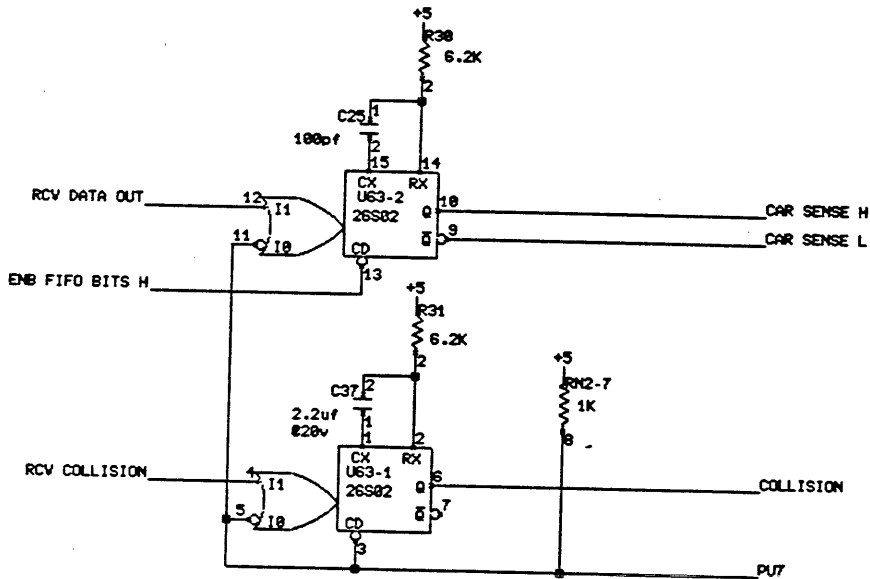 +5
R30
6.2K
2
C25
1
100pf
2
15
14
CX
RX
U63-2
26S02
RCV DATA OUT
12
I1
Q
10
CAR SENSE H
11
I0
Q
9
CAR SENSE L
CD
13
ENB FIFO BITS H
+5
R31
6.2K
2
C37
2
2.2uf
@20v
1
1
2
+5
RN2-7
1K
8
CX
RX
U63-1
26S02
RCV COLLISION
4
I1
Q
6
COLLISION
5
I0
Q
7
CD
3
PU7